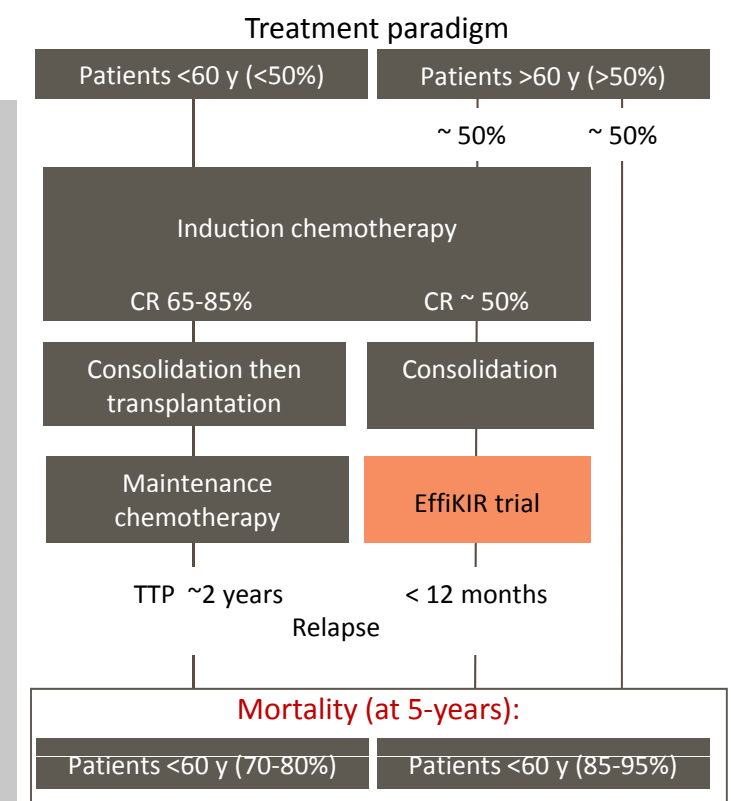 Treatment paradigm
Patients <60 y (<50%)
Patients >60 y (>50%)
~ 50%
~ 50%
Induction chemotherapy
CR 65-85%
CR ~ 50%
Consolidation then
transplantation
Consolidation
Maintenance
chemotherapy
EffiKIR trial
TTP ~2 years
< 12 months
Relapse
Mortality (at 5-years):
Patients <60 y (70-80%)
Patients <60 y (85-95%)